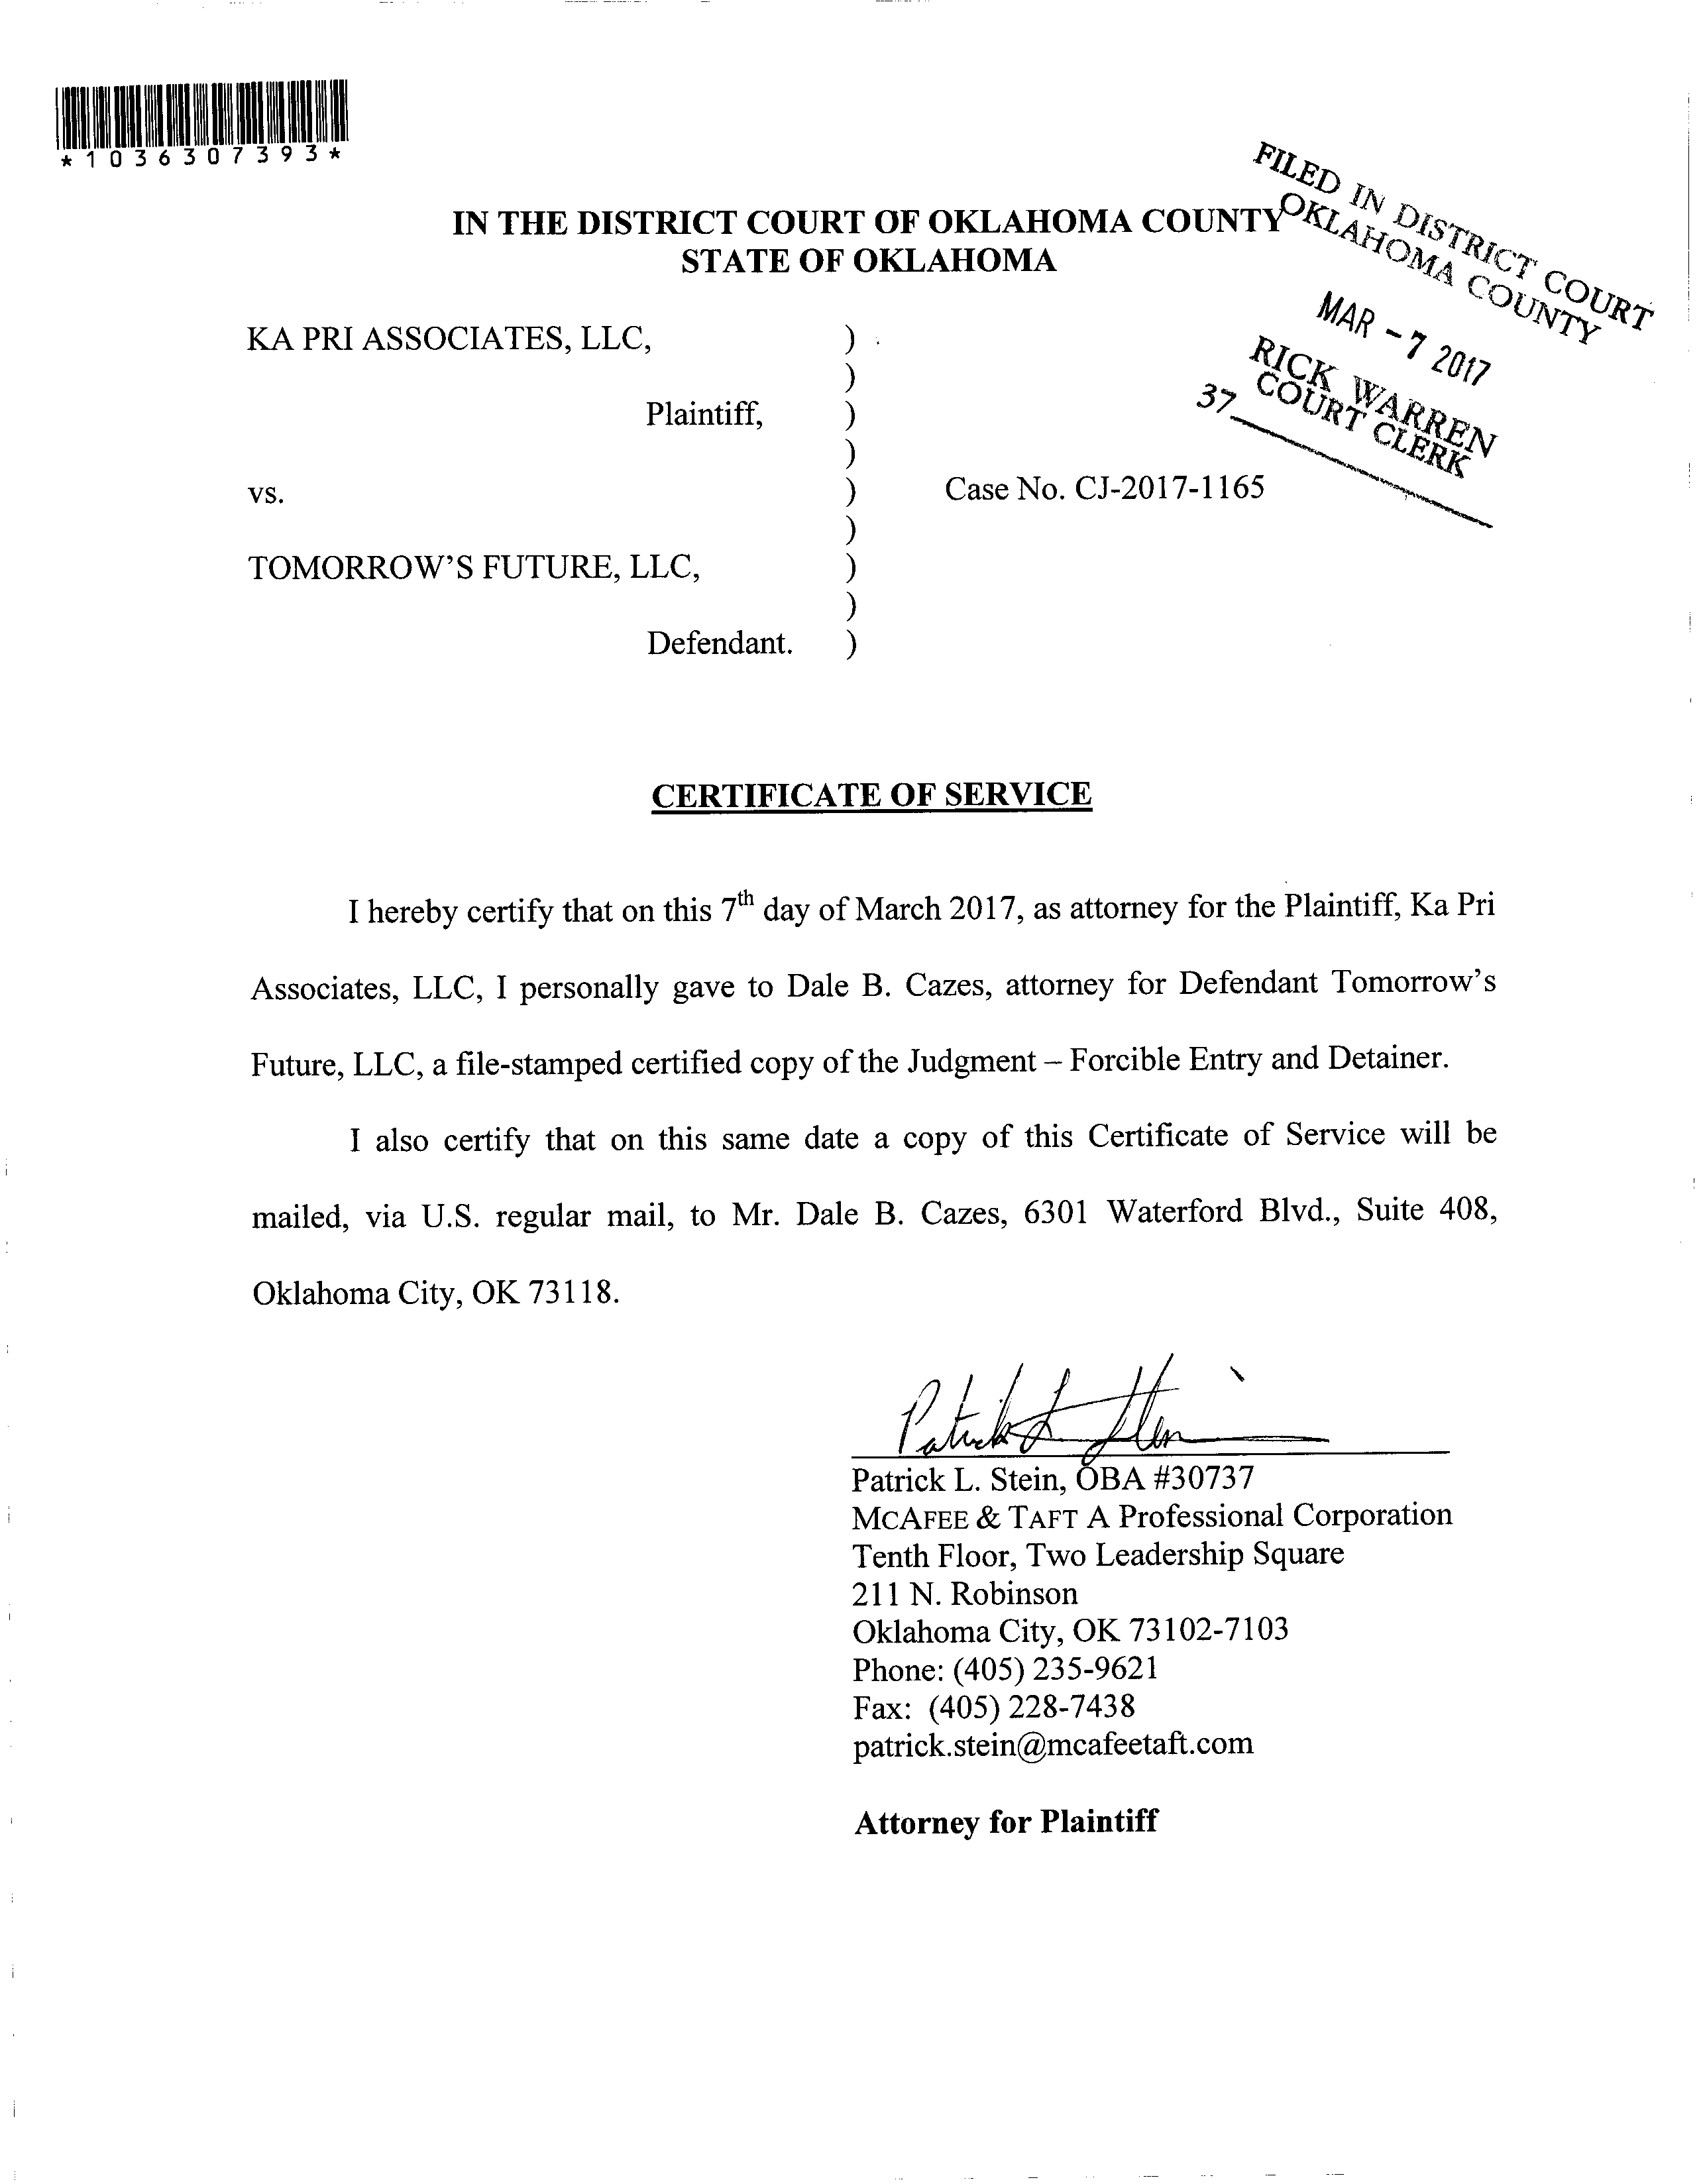 *1036307393*
FILED IN DISTRICT COURT
OKLAHOMA COUNTY
MAR - 7 2017
RICK WARREN
COURT CLERK
37
IN THE DISTRICT COURT OF OKLAHOMA COUNTY
STATE OF OKLAHOMA
KA PRI ASSOCIATES, LLC, )
)
Plaintiff, )
)
vs. ) Case No. CJ-2017-1165
)
TOMORROW'S FUTURE, LLC, )
)
Defendant. )
CERTIFICATE OF SERVICE
I hereby certify that on this 7th day of March 2017, as attorney for the Plaintiff, Ka Pri
Associates, LLC, I personally gave to Dale B. Cazes, attorney for Defendant Tomorrow's
Future, LLC, a file-stamped certified copy of the Judgment – Forcible Entry and Detainer.
I also certify that on this same date a copy of this Certificate of Service will be
mailed, via U.S. regular mail, to Mr. Dale B. Cazes, 6301 Waterford Blvd., Suite 408,
Oklahoma City, OK 73118.
Patrick L Stein
Patrick L. Stein, OBA #30737
MCAFEE & TAFT A Professional Corporation
Tenth Floor, Two Leadership Square
211 N. Robinson
Oklahoma City, OK 73102-7103
Phone: (405) 235-9621
Fax: (405) 228-7438
patrick.stein@mcafeetaft.com
Attorney for Plaintiff